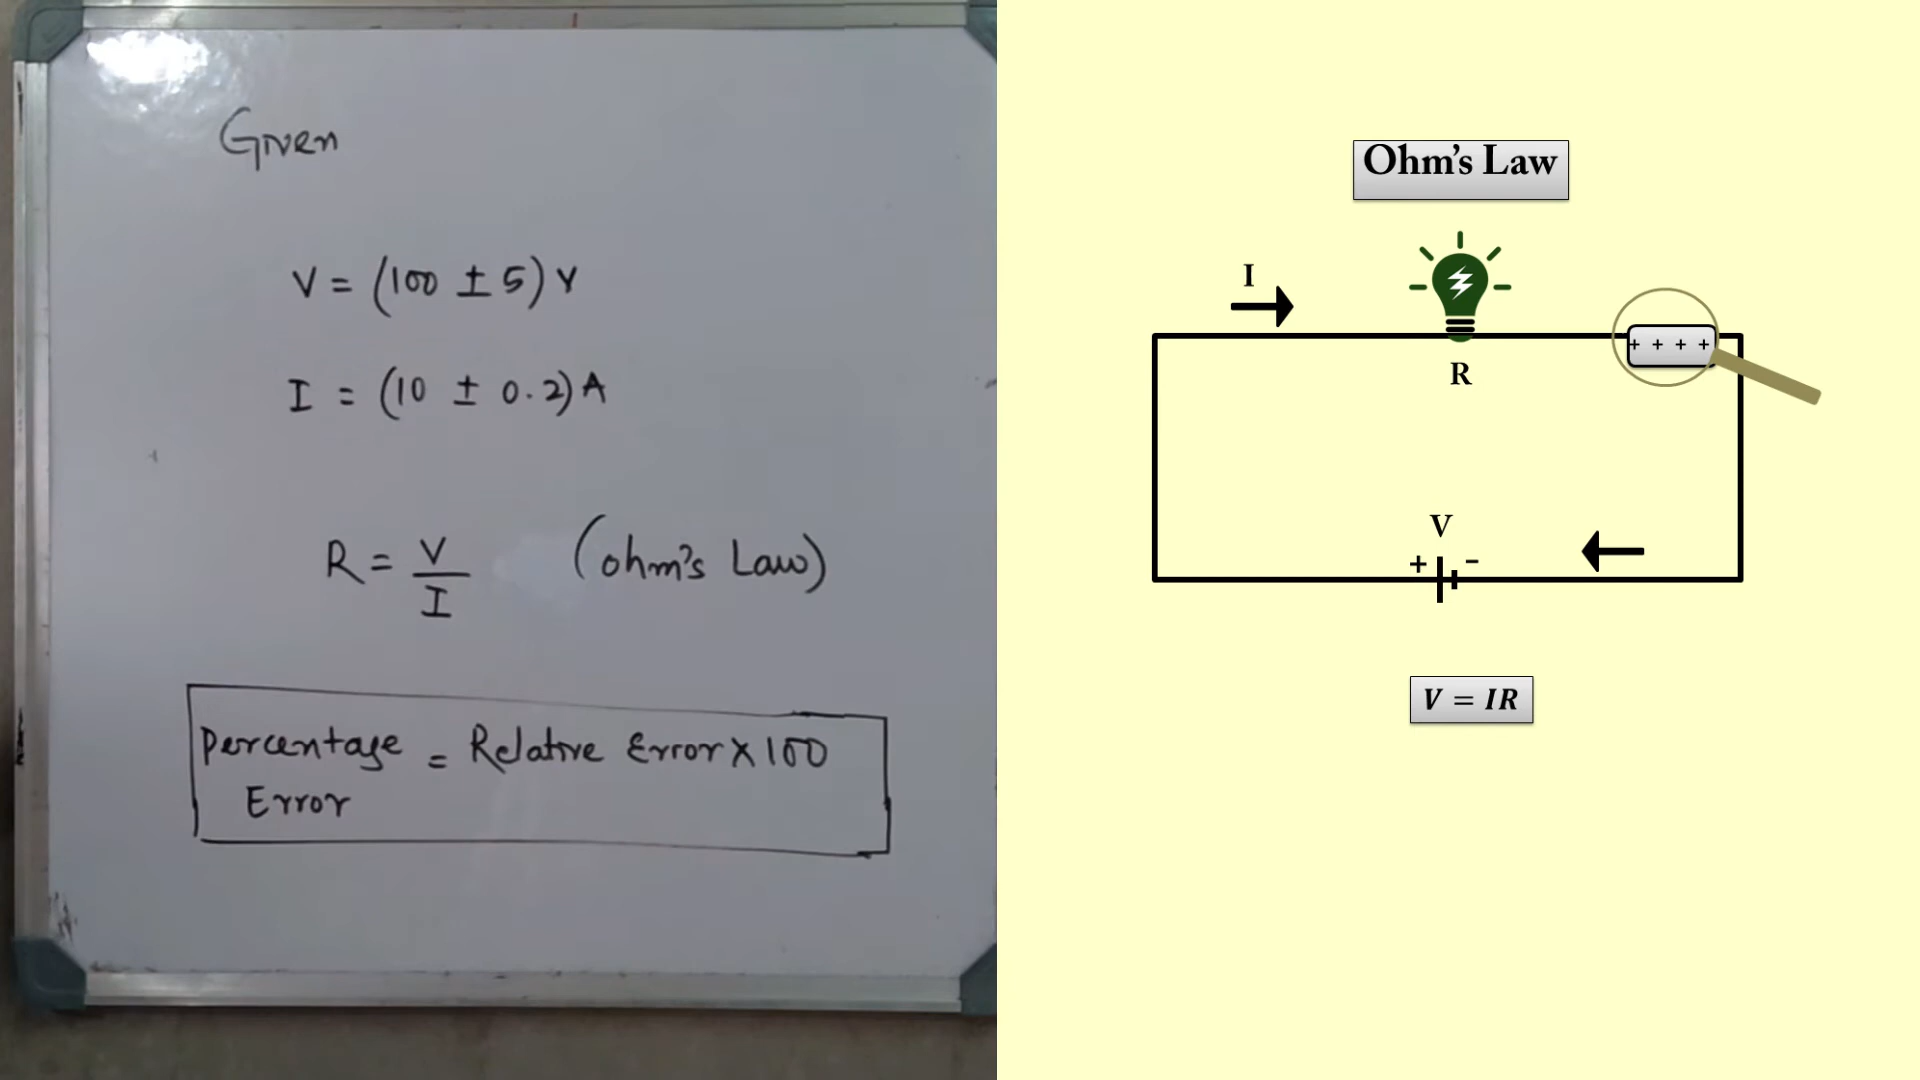 Given
V = (100 ± 5) V
I = (10 ± 0.2) A
R = V/I (ohm's Law)
Percentage = Relative Error X 100
Error
Ohm's Law
I
+ + + +
R
V
+ −
V = IR